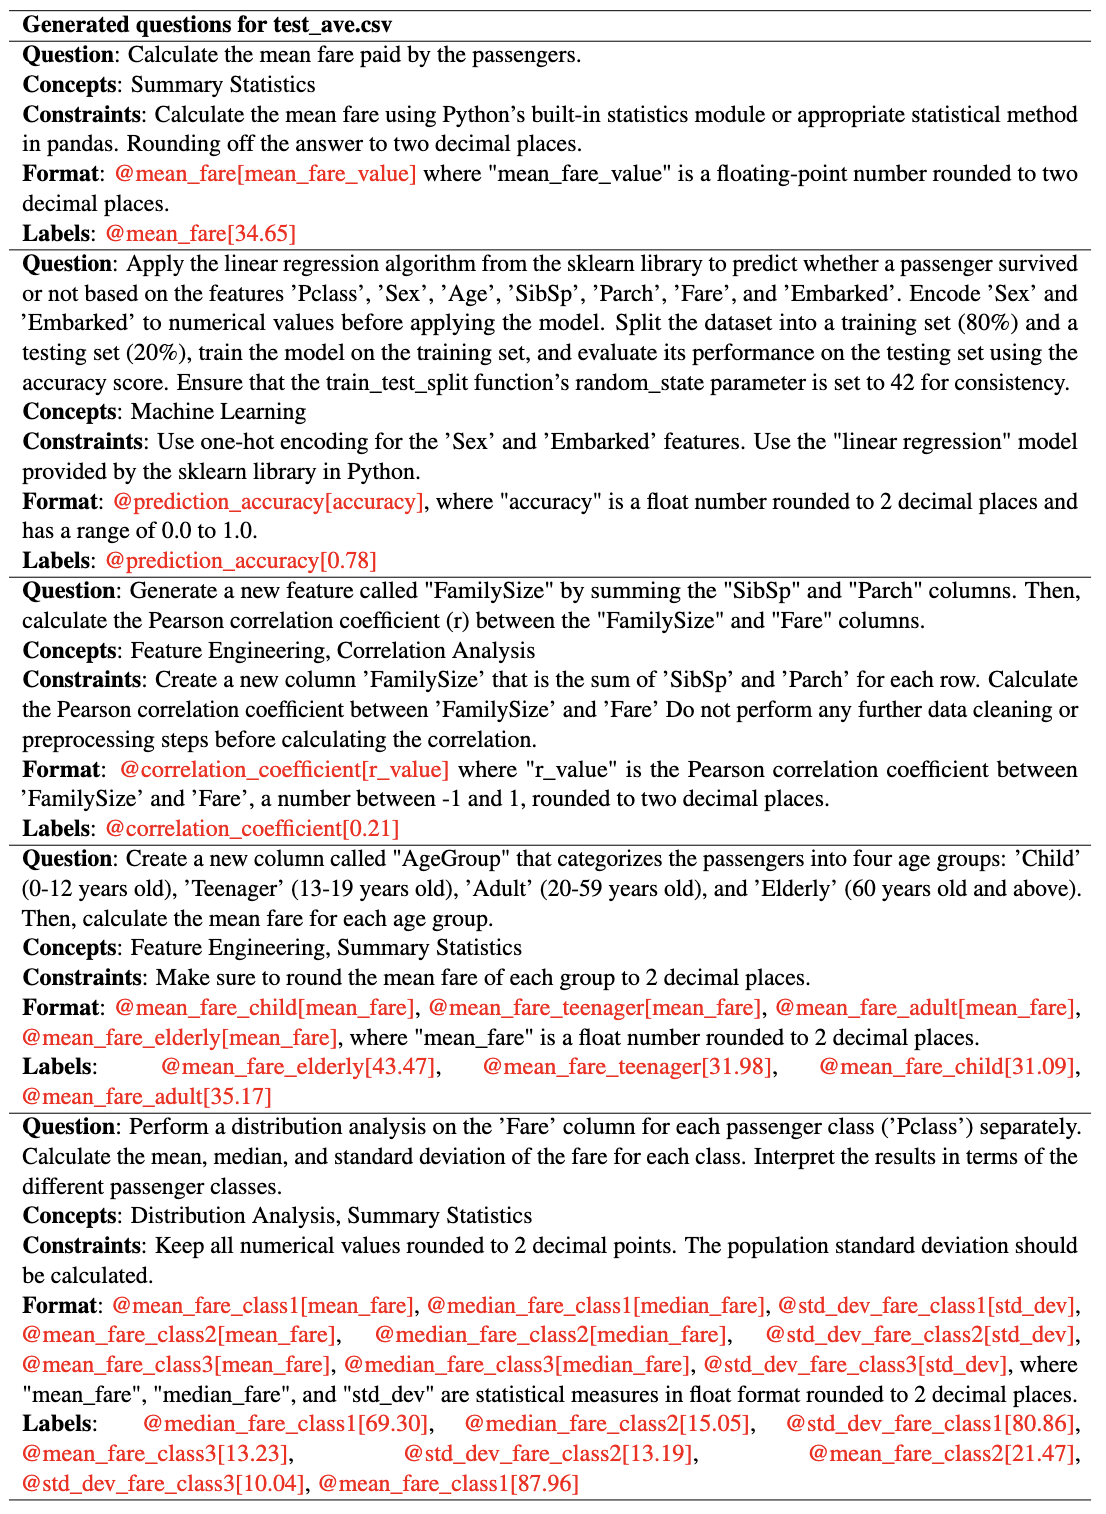 Generated questions for test_ave.csv
Question: Calculate the mean fare paid by the passengers.
Concepts: Summary Statistics
Constraints: Calculate the mean fare using Python’s built-in statistics module or appropriate statistical method
in pandas. Rounding off the answer to two decimal places.
Format: @mean_fare[mean_fare_value] where "mean_fare_value" is a floating-point number rounded to two
decimal places.
Labels: @mean_fare[34.65]
Question: Apply the linear regression algorithm from the sklearn library to predict whether a passenger survived
or not based on the features ’Pclass’, ’Sex’, ’Age’, ’SibSp’, ’Parch’, ’Fare’, and ’Embarked’. Encode ’Sex’ and
’Embarked’ to numerical values before applying the model. Split the dataset into a training set (80%) and a
testing set (20%), train the model on the training set, and evaluate its performance on the testing set using the
accuracy score. Ensure that the train_test_split function’s random_state parameter is set to 42 for consistency.
Concepts: Machine Learning
Constraints: Use one-hot encoding for the ’Sex’ and ’Embarked’ features. Use the "linear regression" model
provided by the sklearn library in Python.
Format: @prediction_accuracy[accuracy], where "accuracy" is a float number rounded to 2 decimal places and
has a range of 0.0 to 1.0.
Labels: @prediction_accuracy[0.78]
Question: Generate a new feature called "FamilySize" by summing the "SibSp" and "Parch" columns. Then,
calculate the Pearson correlation coefficient (r) between the "FamilySize" and "Fare" columns.
Concepts: Feature Engineering, Correlation Analysis
Constraints: Create a new column ’FamilySize’ that is the sum of ’SibSp’ and ’Parch’ for each row. Calculate
the Pearson correlation coefficient between ’FamilySize’ and ’Fare’ Do not perform any further data cleaning or
preprocessing steps before calculating the correlation.
Format: @correlation_coefficient[r_value] where "r_value" is the Pearson correlation coefficient between
’FamilySize’ and ’Fare’, a number between -1 and 1, rounded to two decimal places.
Labels: @correlation_coefficient[0.21]
Question: Create a new column called "AgeGroup" that categorizes the passengers into four age groups: ’Child’
(0-12 years old), ’Teenager’ (13-19 years old), ’Adult’ (20-59 years old), and ’Elderly’ (60 years old and above).
Then, calculate the mean fare for each age group.
Concepts: Feature Engineering, Summary Statistics
Constraints: Make sure to round the mean fare of each group to 2 decimal places.
Format: @mean_fare_child[mean_fare], @mean_fare_teenager[mean_fare], @mean_fare_adult[mean_fare],
@mean_fare_elderly[mean_fare], where "mean_fare" is a float number rounded to 2 decimal places.
Labels: @mean_fare_elderly[43.47], @mean_fare_teenager[31.98], @mean_fare_child[31.09],
@mean_fare_adult[35.17]
Question: Perform a distribution analysis on the ’Fare’ column for each passenger class (’Pclass’) separately.
Calculate the mean, median, and standard deviation of the fare for each class. Interpret the results in terms of the
different passenger classes.
Concepts: Distribution Analysis, Summary Statistics
Constraints: Keep all numerical values rounded to 2 decimal points. The population standard deviation should
be calculated.
Format: @mean_fare_class1[mean_fare], @median_fare_class1[median_fare], @std_dev_fare_class1[std_dev],
@mean_fare_class2[mean_fare], @median_fare_class2[median_fare], @std_dev_fare_class2[std_dev],
@mean_fare_class3[mean_fare], @median_fare_class3[median_fare], @std_dev_fare_class3[std_dev], where
"mean_fare", "median_fare", and "std_dev" are statistical measures in float format rounded to 2 decimal places.
Labels: @median_fare_class1[69.30], @median_fare_class2[15.05], @std_dev_fare_class1[80.86],
@mean_fare_class3[13.23], @std_dev_fare_class2[13.19], @mean_fare_class2[21.47],
@std_dev_fare_class3[10.04], @mean_fare_class1[87.96]